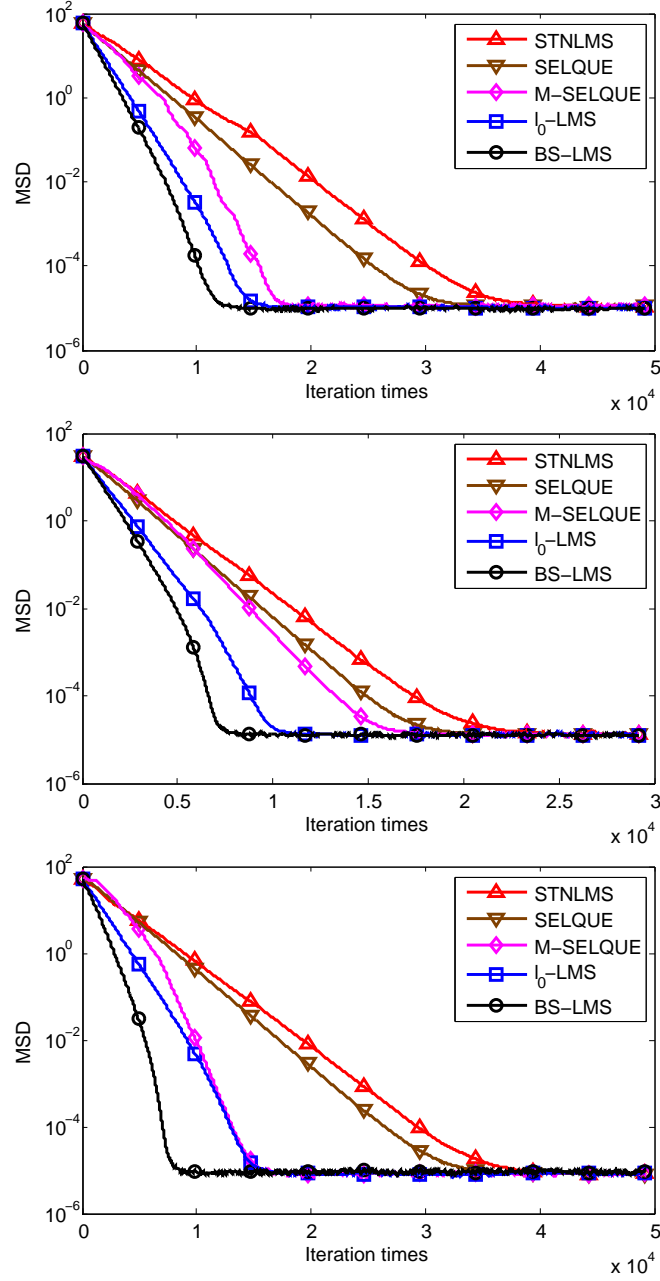 10^2
10^0
10^-2
10^-4
10^-6
MSD
STNLMS
SELQUE
M-SELQUE
l_0-LMS
BS-LMS
0 1 2 3 4 5
Iteration times
x 10^4
10^2
10^0
10^-2
10^-4
10^-6
MSD
STNLMS
SELQUE
M-SELQUE
l_0-LMS
BS-LMS
0 0.5 1 1.5 2 2.5 3
Iteration times
x 10^4
10^2
10^0
10^-2
10^-4
10^-6
MSD
STNLMS
SELQUE
M-SELQUE
l_0-LMS
BS-LMS
0 1 2 3 4 5
Iteration times
x 10^4